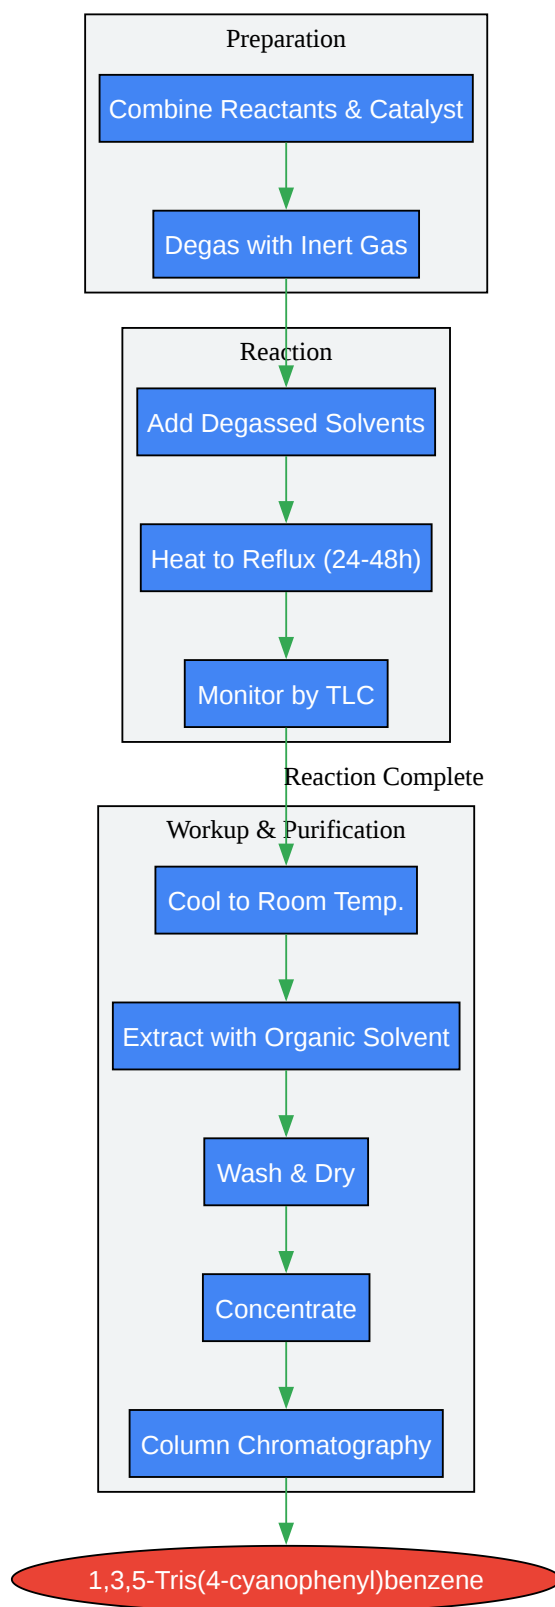 Preparation
Combine Reactants & Catalyst
Degas with Inert Gas
Reaction
Add Degassed Solvents
Heat to Reflux (24-48h)
Monitor by TLC
Reaction Complete
Workup & Purification
Cool to Room Temp.
Extract with Organic Solvent
Wash & Dry
Concentrate
Column Chromatography
1,3,5-Tris(4-cyanophenyl)benzene